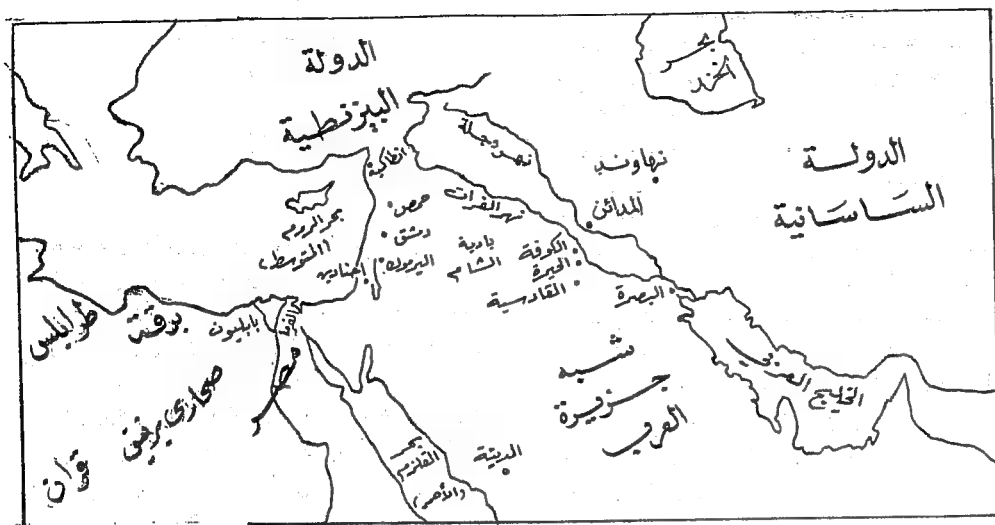 الدولة
البيزنطية
بحر
الخزر
الدولة
الساسانية
نهر دجلة
نهاوند
المدائن
انطاكية
نهر الفرات
حمص
دمشق
اليرموك
بادية
الشام
الكوفة
الحيرة
القادسية
البصرة
بحر الروم
(المتوسط)
اجنادين
طرابلس
برقة
بابليون
الفرما
مصر
صحاري برقة
شبه
جزيرة
العرب
الخليج العربي
المدينة
بحر
القلزم
(الأحمر)